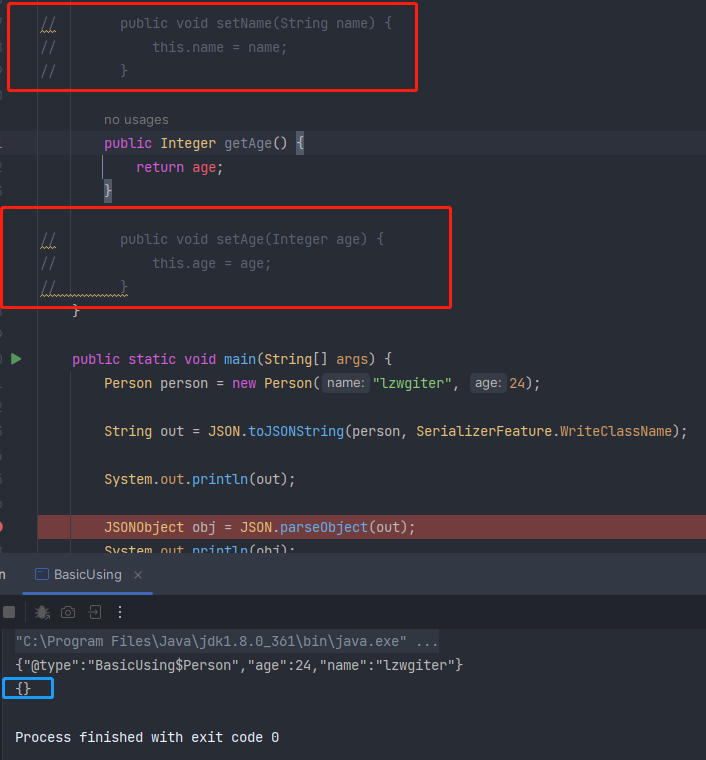 //        public void setName(String name) {
//            this.name = name;
//        }
no usages
public Integer getAge() {
return age;
}
//        public void setAge(Integer age) {
//            this.age = age;
//        }
}
public static void main(String[] args) {
Person person = new Person( name: "lzwgiter", age: 24);
String out = JSON.toJSONString(person, SerializerFeature.WriteClassName);
System.out.println(out);
JSONObject obj = JSON.parseObject(out);
System.out.println(obj);
n BasicUsing ×
"C:\Program Files\Java\jdk1.8.0_361\bin\java.exe" ...
{"@type":"BasicUsing$Person","age":24,"name":"lzwgiter"}
{}
Process finished with exit code 0